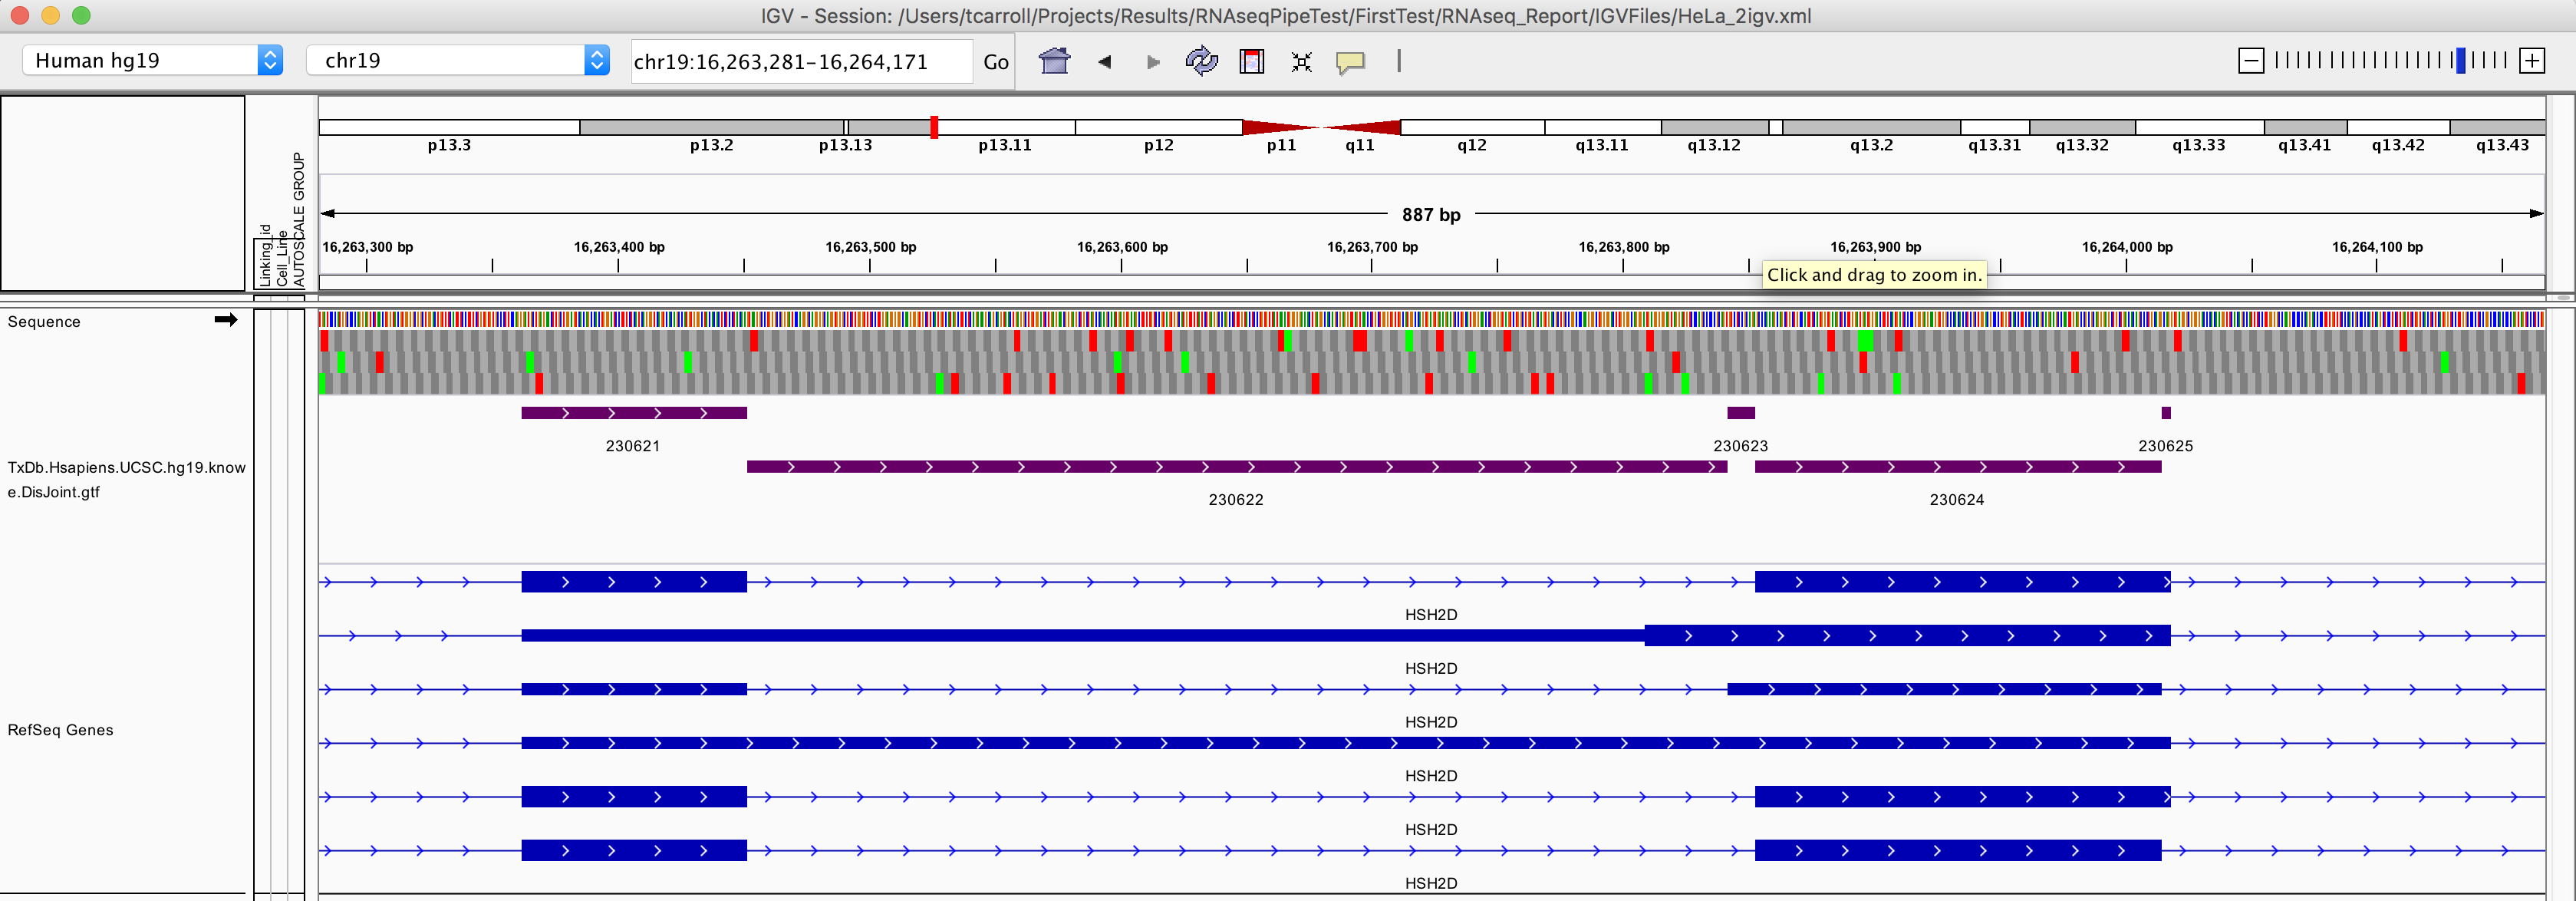 IGV - Session: /Users/tcarroll/Projects/Results/RNAseqPipeTest/FirstTest/RNAseq_Report/IGVFiles/HeLa_2igv.xml
Human hg19 chr19 chr19:16,263,281-16,264,171 Go
p13.3 p13.2 p13.13 p13.11 p12 p11 q11 q12 q13.11 q13.12 q13.2 q13.31 q13.32 q13.33 q13.41 q13.42 q13.43
Linking_id
Cell_Line
AUTOSCALE GROUP
887 bp
16,263,300 bp 16,263,400 bp 16,263,500 bp 16,263,600 bp 16,263,700 bp 16,263,800 bp 16,263,900 bp 16,264,000 bp 16,264,100 bp
Click and drag to zoom in.
Sequence
230621 230623 230625
TxDb.Hsapiens.UCSC.hg19.know
e.DisJoint.gtf
230622 230624
HSH2D
HSH2D
HSH2D
RefSeq Genes
HSH2D
HSH2D
HSH2D